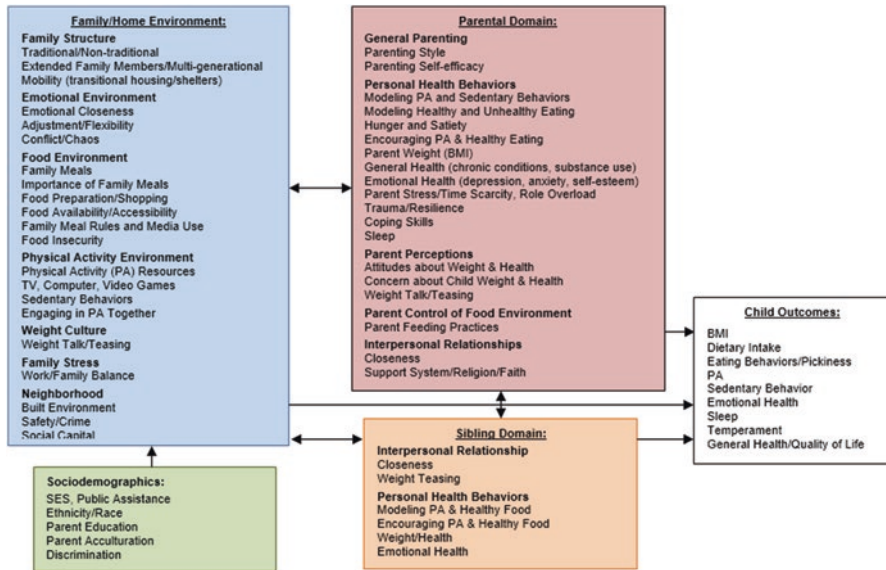 Family/Home Environment:
Family Structure
Traditional/Non-traditional
Extended Family Members/Multi-generational
Mobility (transitional housing/shelters)
Emotional Environment
Emotional Closeness
Adjustment/Flexibility
Conflict/Chaos
Food Environment
Family Meals
Importance of Family Meals
Food Preparation/Shopping
Food Availability/Accessibility
Family Meal Rules and Media Use
Food Insecurity
Physical Activity Environment
Physical Activity (PA) Resources
TV, Computer, Video Games
Sedentary Behaviors
Engaging in PA Together
Weight Culture
Weight Talk/Teasing
Family Stress
Work/Family Balance
Neighborhood
Built Environment
Safety/Crime
Social Capital
Sociodemographics:
SES, Public Assistance
Ethnicity/Race
Parent Education
Parent Acculturation
Discrimination
Parental Domain:
General Parenting
Parenting Style
Parenting Self-efficacy
Personal Health Behaviors
Modeling PA and Sedentary Behaviors
Modeling Healthy and Unhealthy Eating
Hunger and Satiety
Encouraging PA & Healthy Eating
Parent Weight (BMI)
General Health (chronic conditions, substance use)
Emotional Health (depression, anxiety, self-esteem)
Parent Stress/Time Scarcity, Role Overload
Trauma/Resilience
Coping Skills
Sleep
Parent Perceptions
Attitudes about Weight & Health
Concern about Child Weight & Health
Weight Talk/Teasing
Parent Control of Food Environment
Parent Feeding Practices
Interpersonal Relationships
Closeness
Support System/Religion/Faith
Sibling Domain:
Interpersonal Relationship
Closeness
Weight Teasing
Personal Health Behaviors
Modeling PA & Healthy Food
Encouraging PA & Healthy Food
Weight/Health
Emotional Health
Child Outcomes:
BMI
Dietary Intake
Eating Behaviors/Pickiness
PA
Sedentary Behavior
Emotional Health
Sleep
Temperament
General Health/Quality of Life